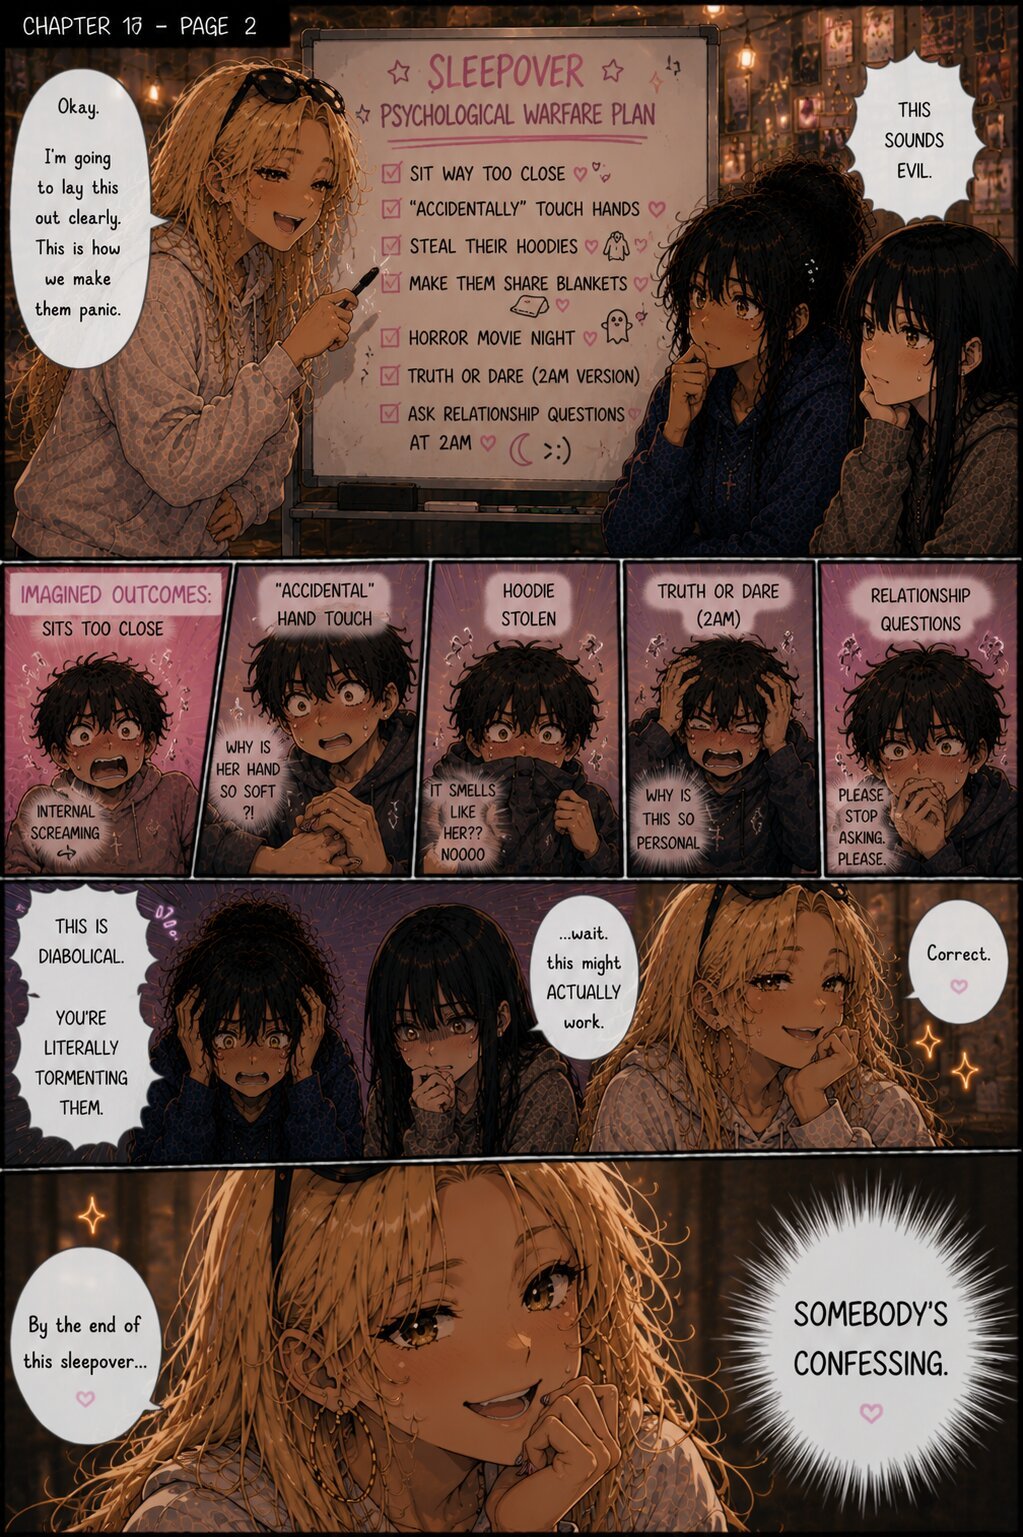 CHAPTER 13 – PAGE 2
Okay.
I'm going
to lay this
out clearly.
This is how
we make
them panic.
SLEEPOVER
PSYCHOLOGICAL WARFARE PLAN
SIT WAY TOO CLOSE
"ACCIDENTALLY" TOUCH HANDS
STEAL THEIR HOODIES
MAKE THEM SHARE BLANKETS
HORROR MOVIE NIGHT
TRUTH OR DARE (2AM VERSION)
ASK RELATIONSHIP QUESTIONS
AT 2AM
>:)
THIS
SOUNDS
EVIL.
IMAGINED OUTCOMES:
SITS TOO CLOSE
INTERNAL
SCREAMING
"ACCIDENTAL"
HAND TOUCH
WHY IS
HER HAND
SO SOFT
?!
HOODIE
STOLEN
IT SMELLS
LIKE
HER??
NOOOO
TRUTH OR DARE
(2AM)
WHY IS
THIS SO
PERSONAL
RELATIONSHIP
QUESTIONS
PLEASE
STOP
ASKING.
PLEASE.
THIS IS
DIABOLICAL.
YOU'RE
LITERALLY
TORMENTING
THEM.
...wait.
this might
ACTUALLY
work.
Correct.
By the end of
this sleepover...
SOMEBODY'S
CONFESSING.